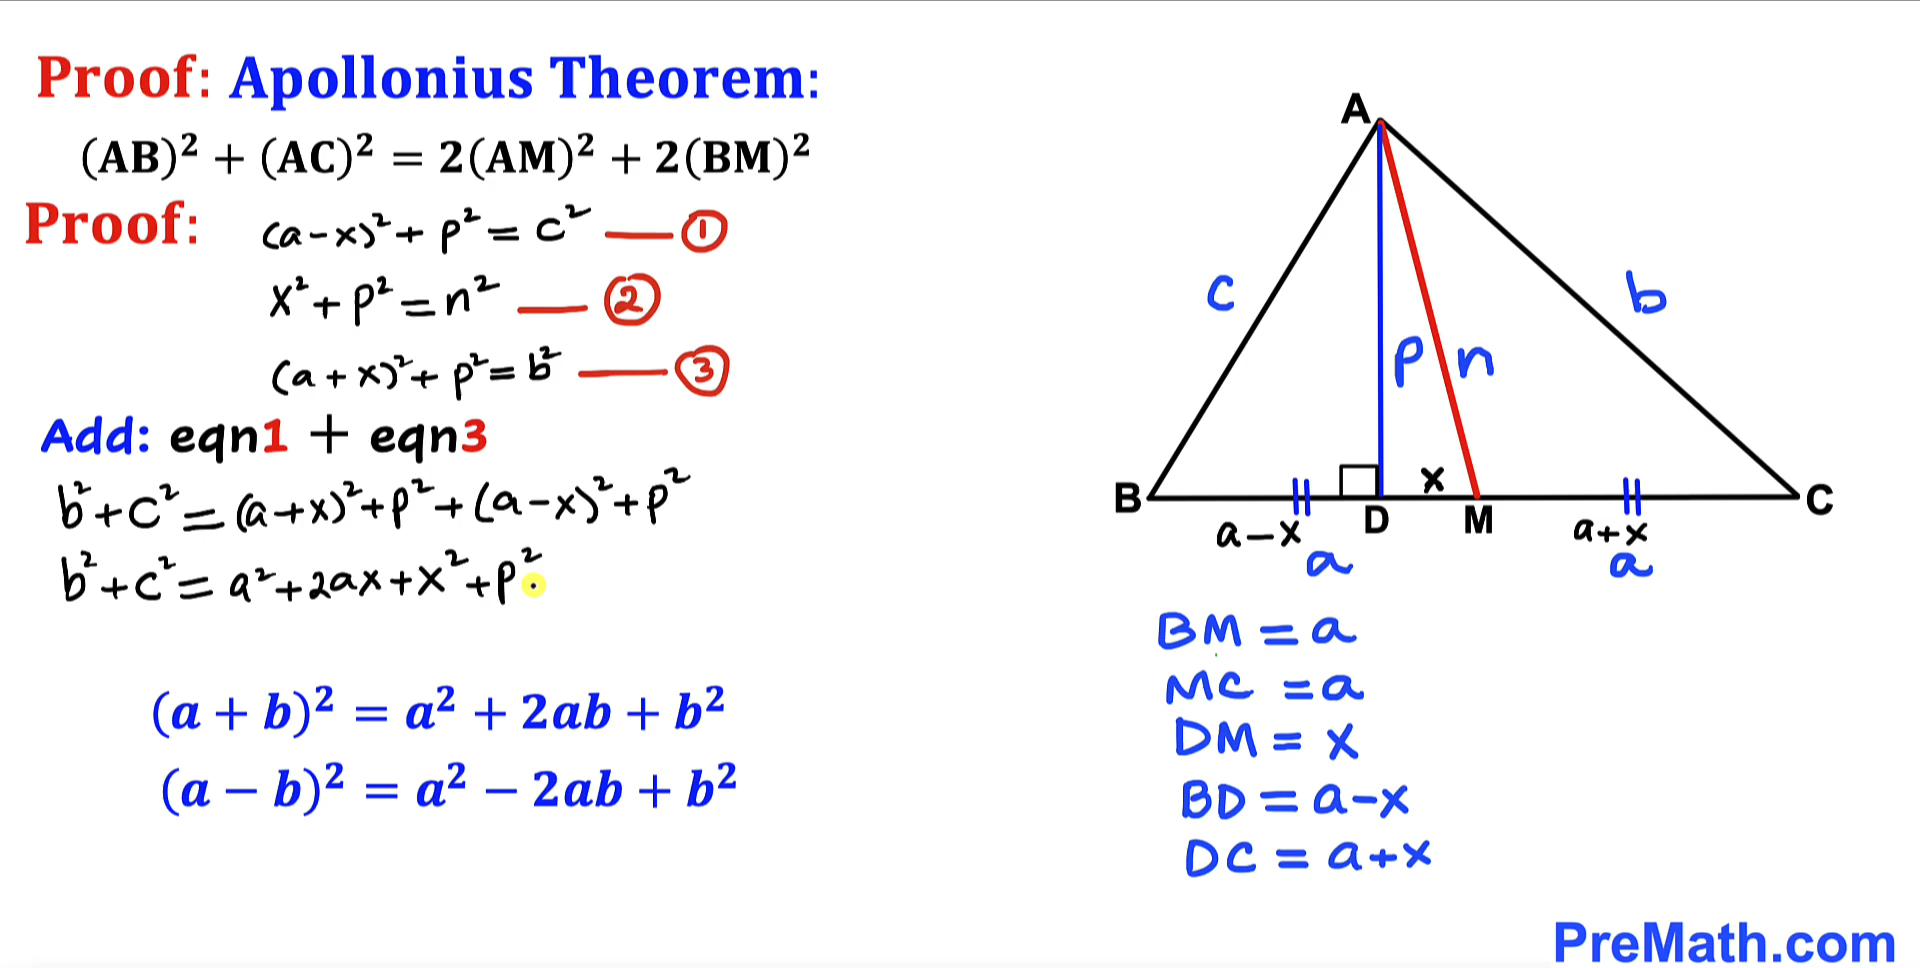 Proof: Apollonius Theorem:
(AB)² + (AC)² = 2(AM)² + 2(BM)²
Proof: (a-x)² + p² = c² — ①
x² + p² = n² — ②
(a+x)² + p² = b² — ③
Add: eqn1 + eqn3
b² + c² = (a+x)² + p² + (a-x)² + p²
b² + c² = a² + 2ax + x² + p²
(a + b)² = a² + 2ab + b²
(a − b)² = a² − 2ab + b²
A
c
b
p n
x
B D M C
a-x a+x
a a
BM = a
MC = a
DM = x
BD = a-x
DC = a+x
PreMath.com